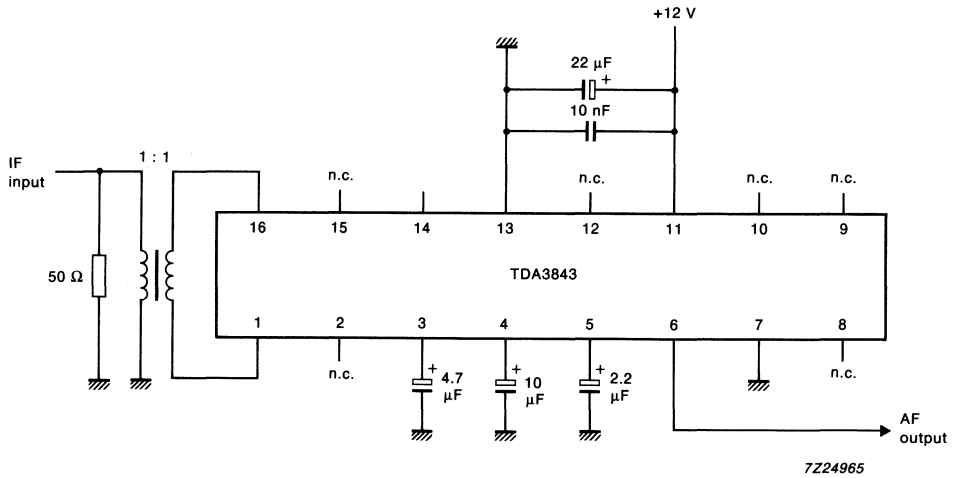 +12 V
22 μF
+
10 nF
1 : 1
IF
input
n.c.
n.c.
n.c.
n.c.
16
15
14
13
12
11
10
9
50 Ω
TDA3843
1
2
3
4
5
6
7
8
n.c.
n.c.
+
4.7
μF
+
10
μF
+
2.2
μF
AF
output
7Z24965